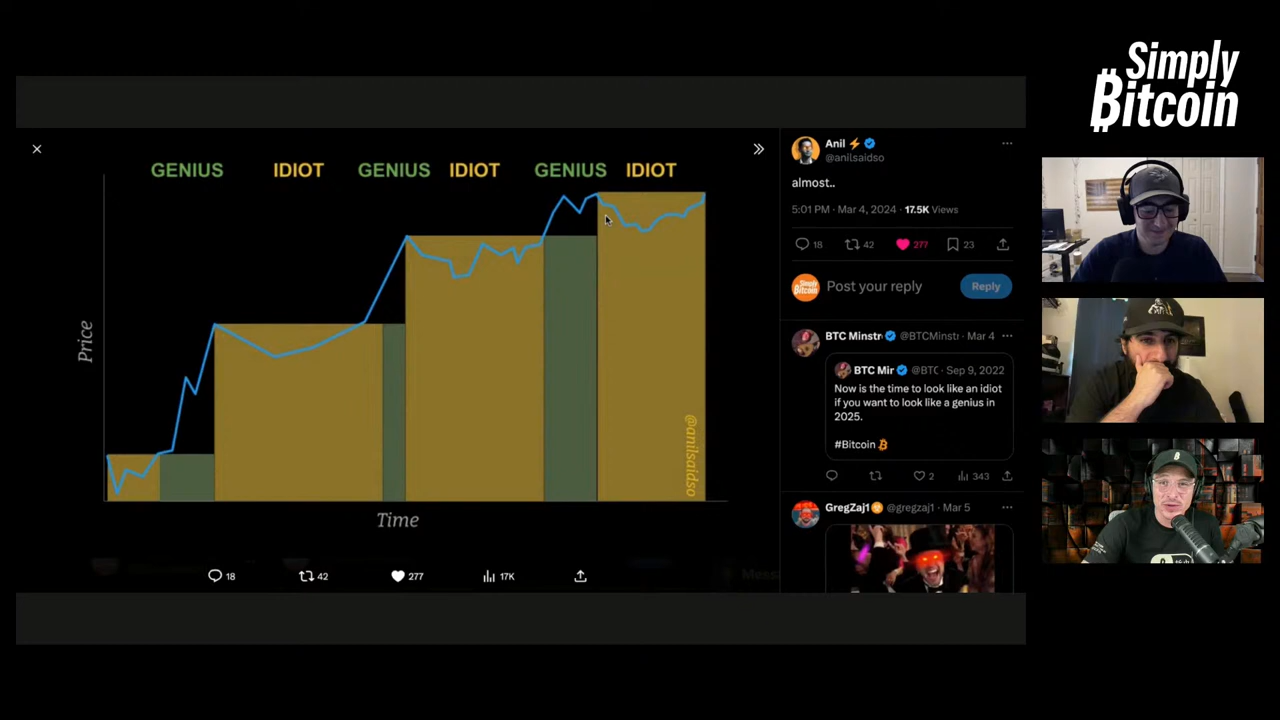 Simply
Bitcoin
GENIUS IDIOT GENIUS IDIOT GENIUS IDIOT
Price
Time
@anilsaidso
18 42 277 17K
Anil
@anilsaidso
almost..
5:01 PM · Mar 4, 2024 · 17.5K Views
18 42 277 23
Simply
Bitcoin
Post your reply
Reply
BTC Minstr @BTCMinstr · Mar 4
BTC Mir @BTC · Sep 9, 2022
Now is the time to look like an idiot
if you want to look like a genius in
2025.
#Bitcoin
2 343
GregZaj1 @gregzaj1 · Mar 5